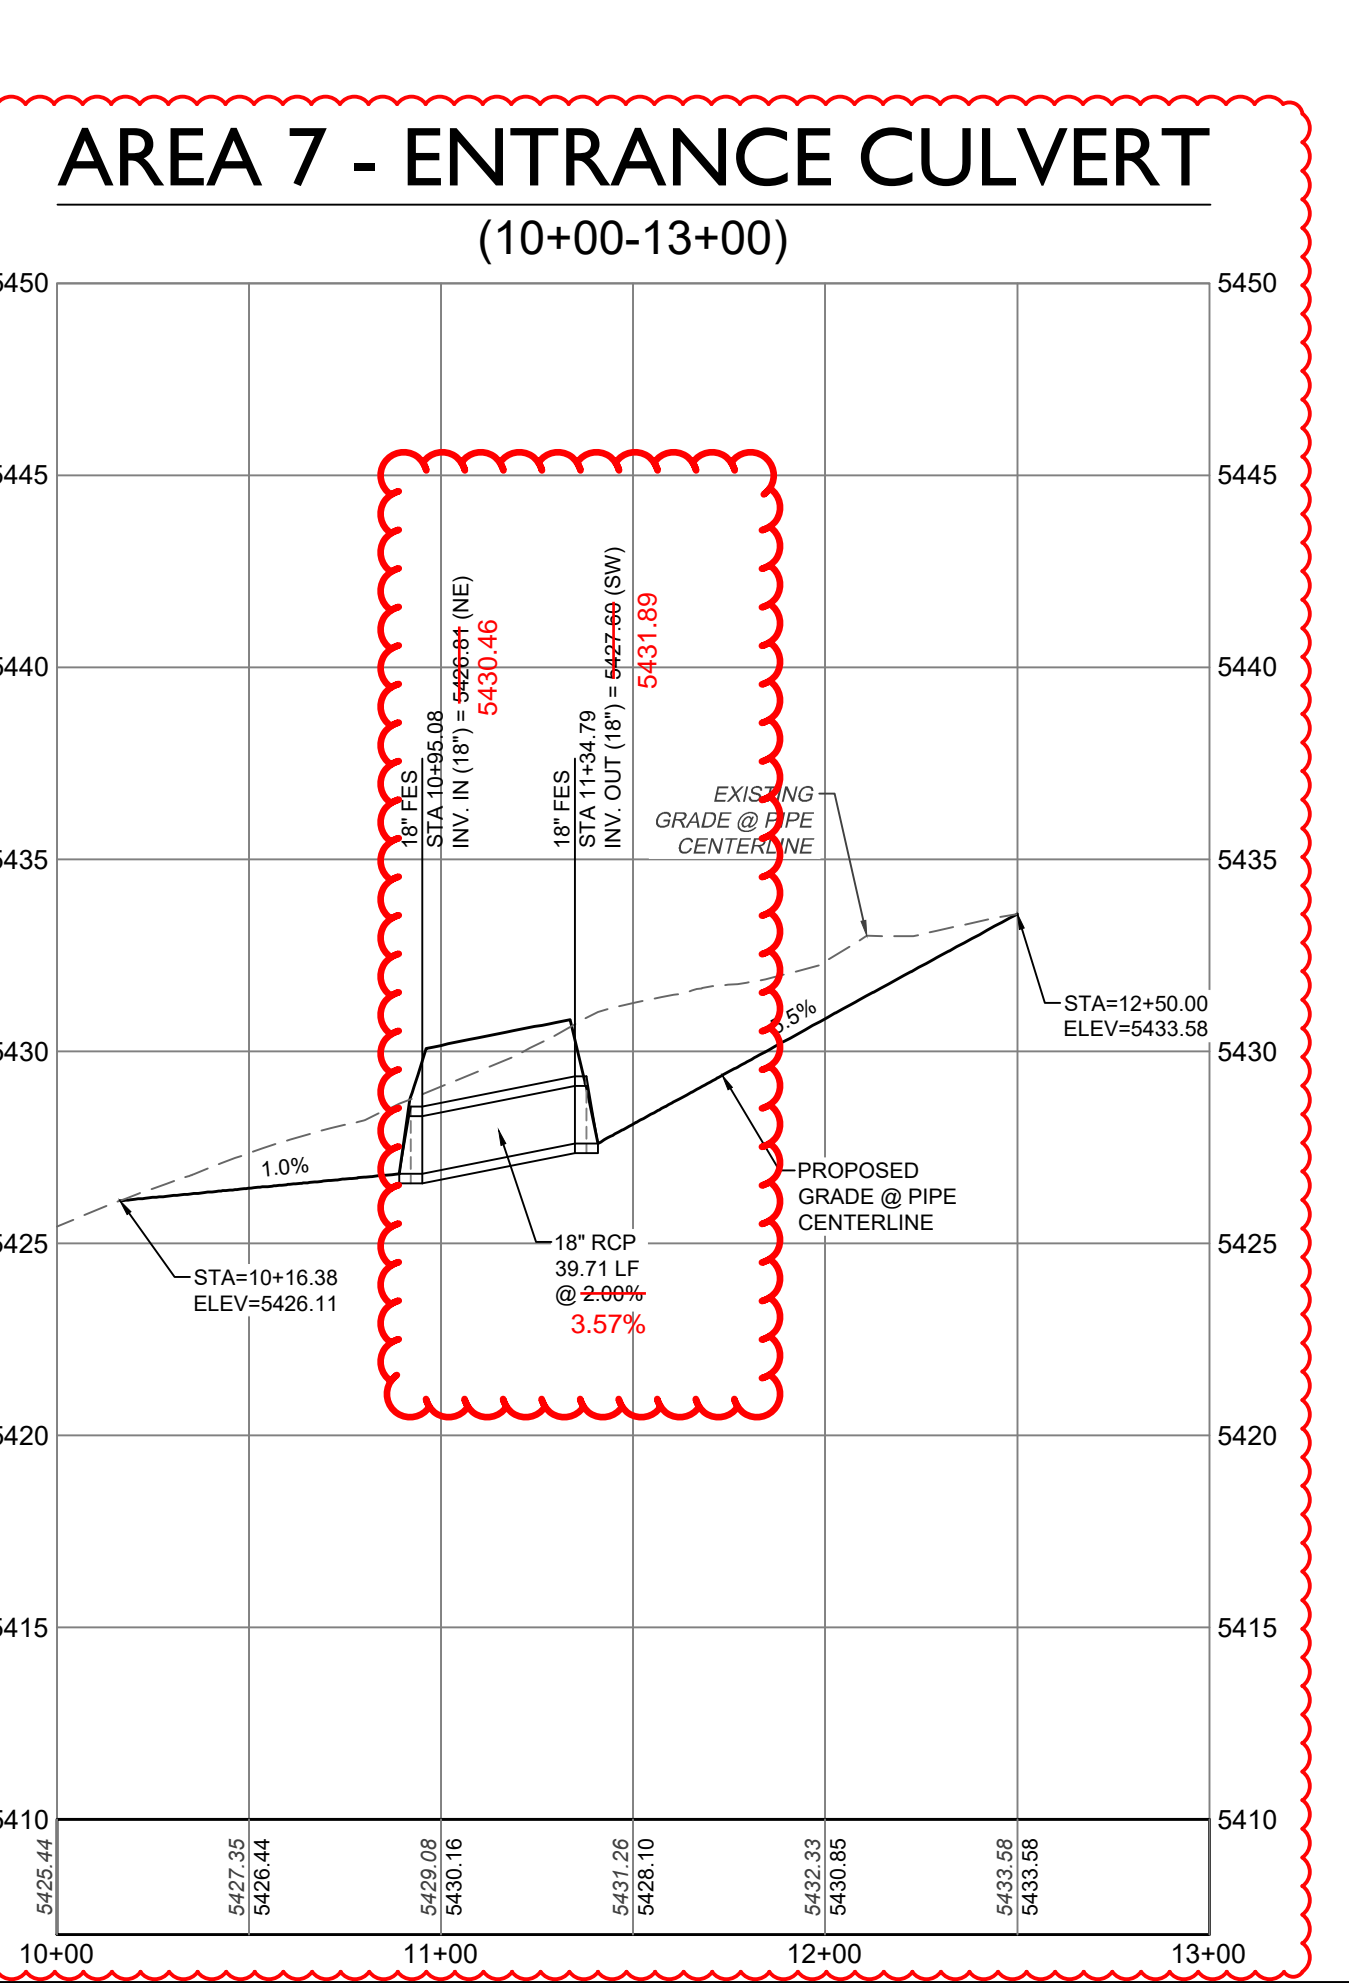 AREA 7 - ENTRANCE CULVERT
(10+00-13+00)
5450
5450
5445
5445
5440
5440
5435
5435
5430
5430
5425
5425
5420
5420
5415
5415
5410
5410
18" FES
STA 10+95.08
INV. IN (18") = 5426.81 (NE)
5430.46
18" FES
STA 11+34.79
INV. OUT (18") = 5427.60 (SW)
5431.89
EXISTING
GRADE @ PIPE
CENTERLINE
STA=12+50.00
ELEV=5433.58
1.0%
.5%
PROPOSED
GRADE @ PIPE
CENTERLINE
STA=10+16.38
ELEV=5426.11
18" RCP
39.71 LF
@ 2.00%
3.57%
5425.44
5427.35
5426.44
5429.08
5430.16
5431.26
5428.10
5432.33
5430.85
5433.58
5433.58
10+00
11+00
12+00
13+00